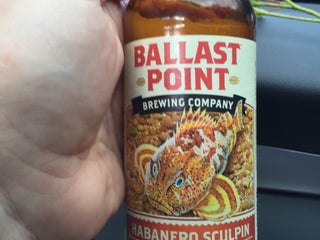 BALLAST
POINT
BREWING COMPANY
HABANERO SCULPIN